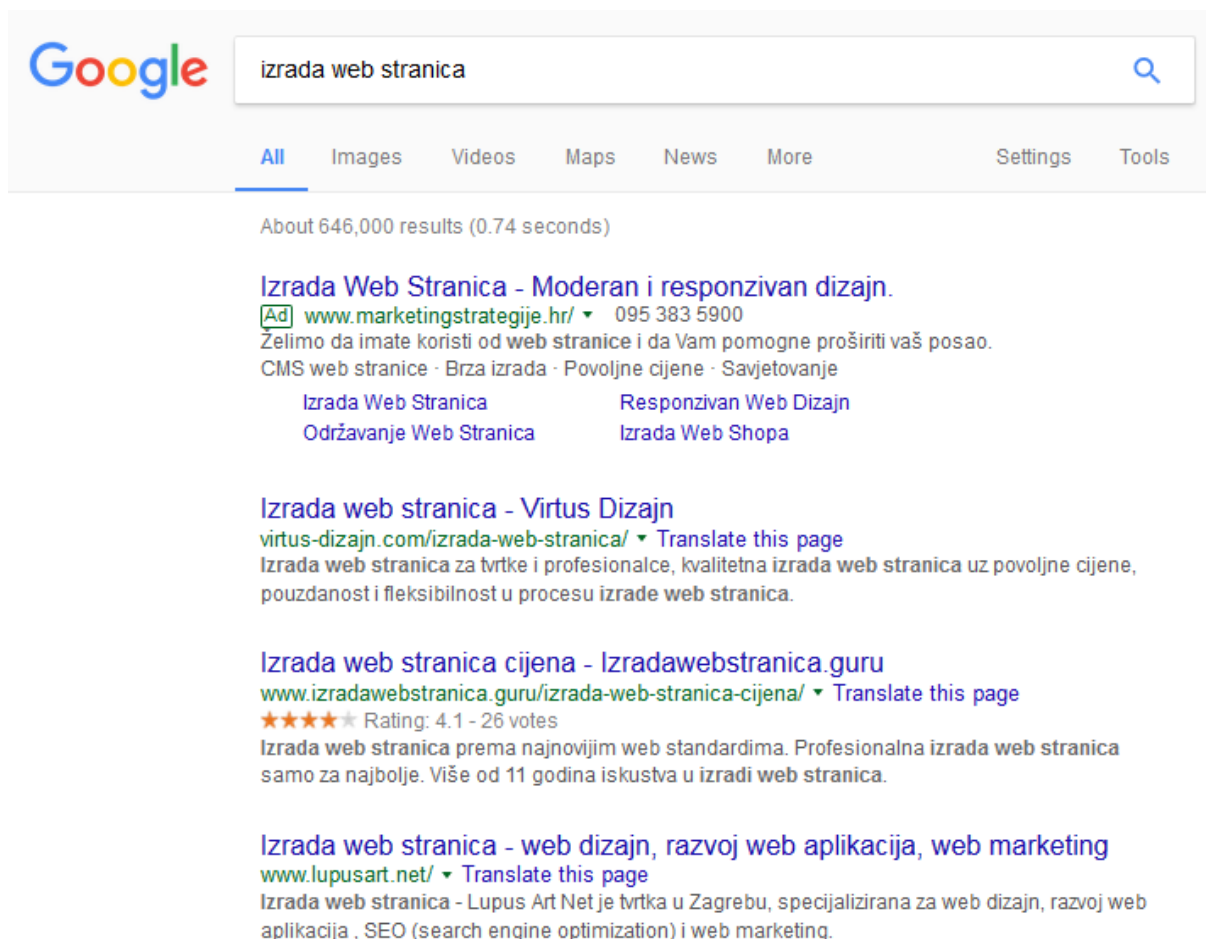 Google
izrada web stranica
All Images Videos Maps News More Settings Tools
About 646,000 results (0.74 seconds)
Izrada Web Stranica - Moderan i responzivan dizajn.
Ad www.marketingstrategije.hr/ 095 383 5900
Želimo da imate koristi od web stranice i da Vam pomogne proširiti vaš posao.
CMS web stranice · Brza izrada · Povoljne cijene · Savjetovanje
Izrada Web Stranica Responzivan Web Dizajn
Održavanje Web Stranica Izrada Web Shopa
Izrada web stranica - Virtus Dizajn
virtus-dizajn.com/izrada-web-stranica/ Translate this page
Izrada web stranica za tvrtke i profesionalce, kvalitetna izrada web stranica uz povoljne cijene,
pouzdanost i fleksibilnost u procesu izrade web stranica.
Izrada web stranica cijena - Izradawebstranica.guru
www.izradawebstranica.guru/izrada-web-stranica-cijena/ Translate this page
Rating: 4.1 - 26 votes
Izrada web stranica prema najnovijim web standardima. Profesionalna izrada web stranica
samo za najbolje. Više od 11 godina iskustva u izradi web stranica.
Izrada web stranica - web dizajn, razvoj web aplikacija, web marketing
www.lupusart.net/ Translate this page
Izrada web stranica - Lupus Art Net je tvrtka u Zagrebu, specijalizirana za web dizajn, razvoj web
aplikacija , SEO (search engine optimization) i web marketing.